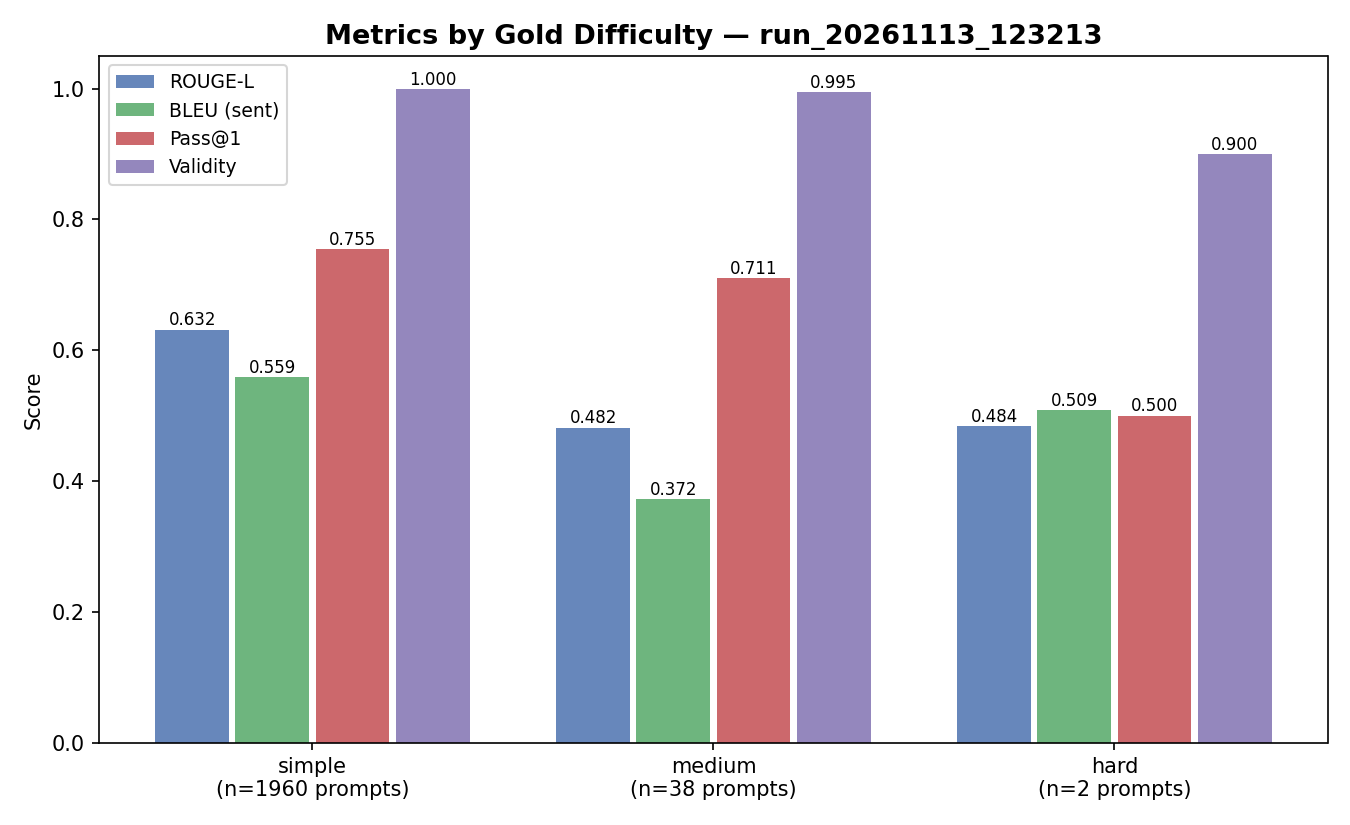 Metrics by Gold Difficulty — run_20261113_123213
ROUGE-L
BLEU (sent)
Pass@1
Validity
Score
1.0
0.8
0.6
0.4
0.2
0.0
0.632
0.559
0.755
1.000
0.482
0.372
0.711
0.995
0.484
0.509
0.500
0.900
simple
(n=1960 prompts)
medium
(n=38 prompts)
hard
(n=2 prompts)